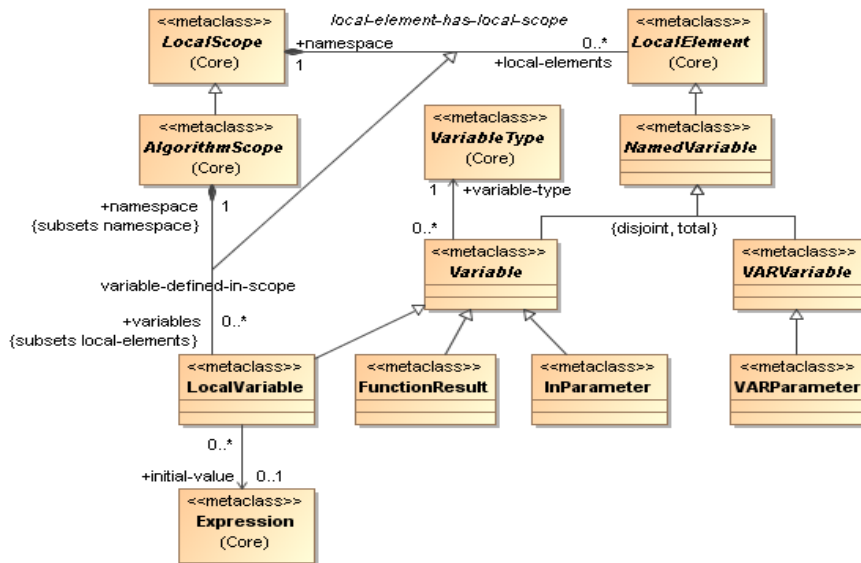 <<metaclass>>
LocalScope
(Core)
+namespace
1
local-element-has-local-scope
0..*
+local-elements
<<metaclass>>
LocalElement
(Core)
<<metaclass>>
AlgorithmScope
(Core)
<<metaclass>>
VariableType
(Core)
<<metaclass>>
NamedVariable
+namespace
1
{subsets namespace}
1
+variable-type
0..*
{disjoint, total}
<<metaclass>>
Variable
<<metaclass>>
VARVariable
variable-defined-in-scope
+variables
0..*
{subsets local-elements}
<<metaclass>>
LocalVariable
<<metaclass>>
FunctionResult
<<metaclass>>
InParameter
<<metaclass>>
VARParameter
0..*
+initial-value
0..1
<<metaclass>>
Expression
(Core)